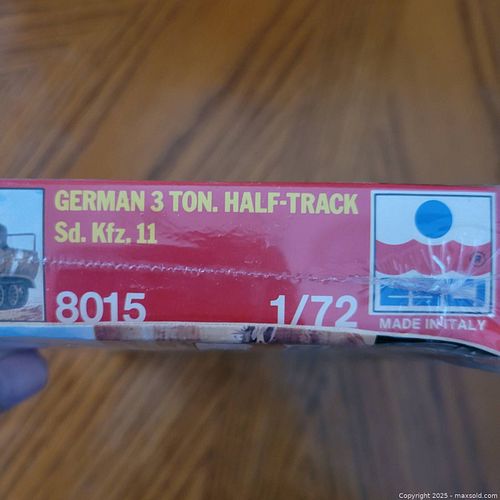 GERMAN 3 TON. HALF-TRACK
Sd. Kfz. 11
8015 1/72
MADE IN ITALY
Copyright 2025 - maxsold.com